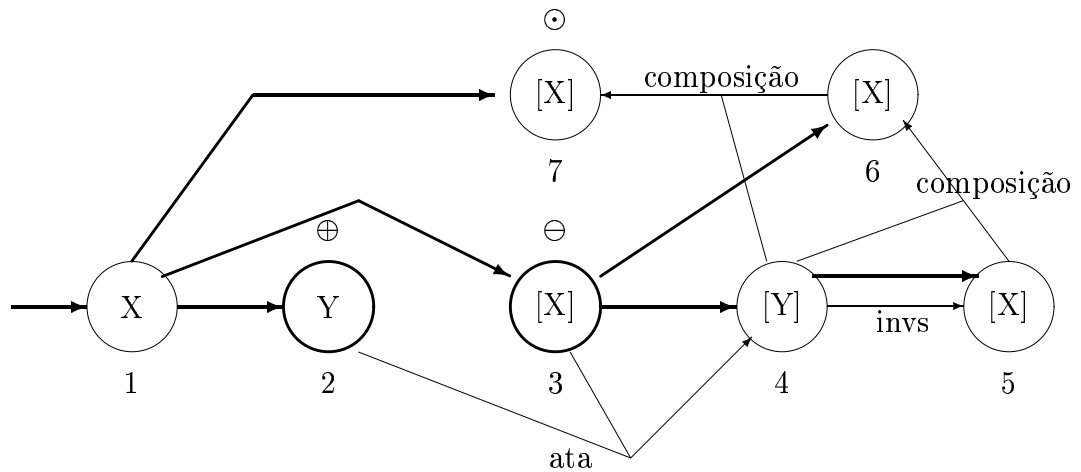 ⊙
[X] composição [X]
7 6
composição
⊕ ⊖
X Y [X] [Y] [X]
invs
1 2 3 4 5
ata